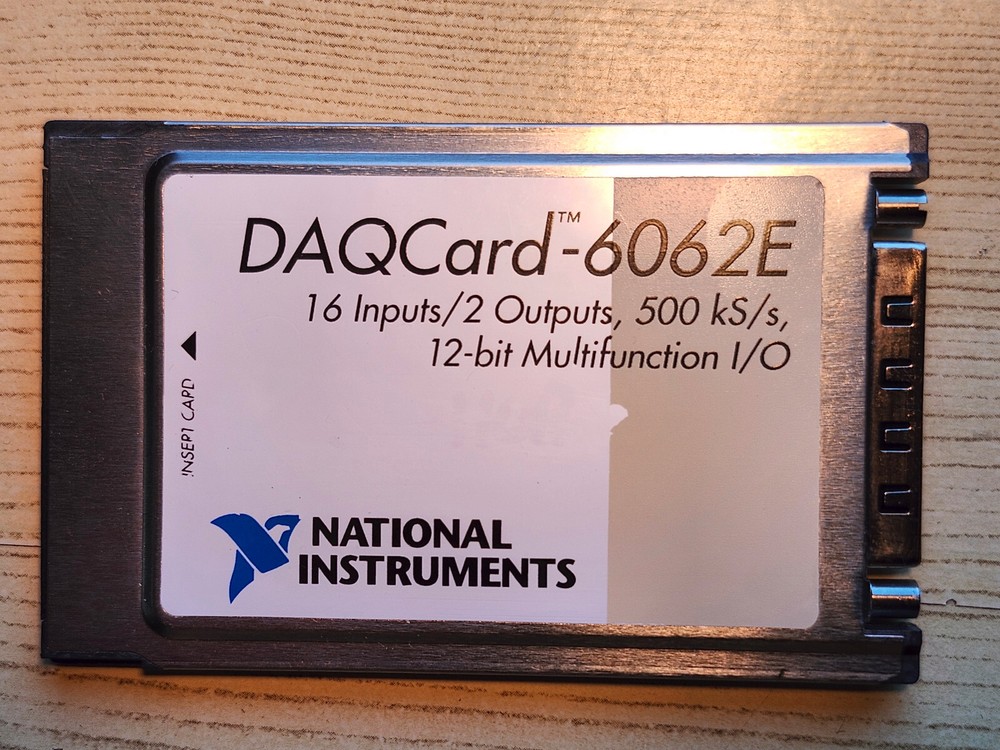 DAQCard™-6062E
16 Inputs/2 Outputs, 500 kS/s,
12-bit Multifunction I/O
INSERT CARD
NATIONAL
INSTRUMENTS